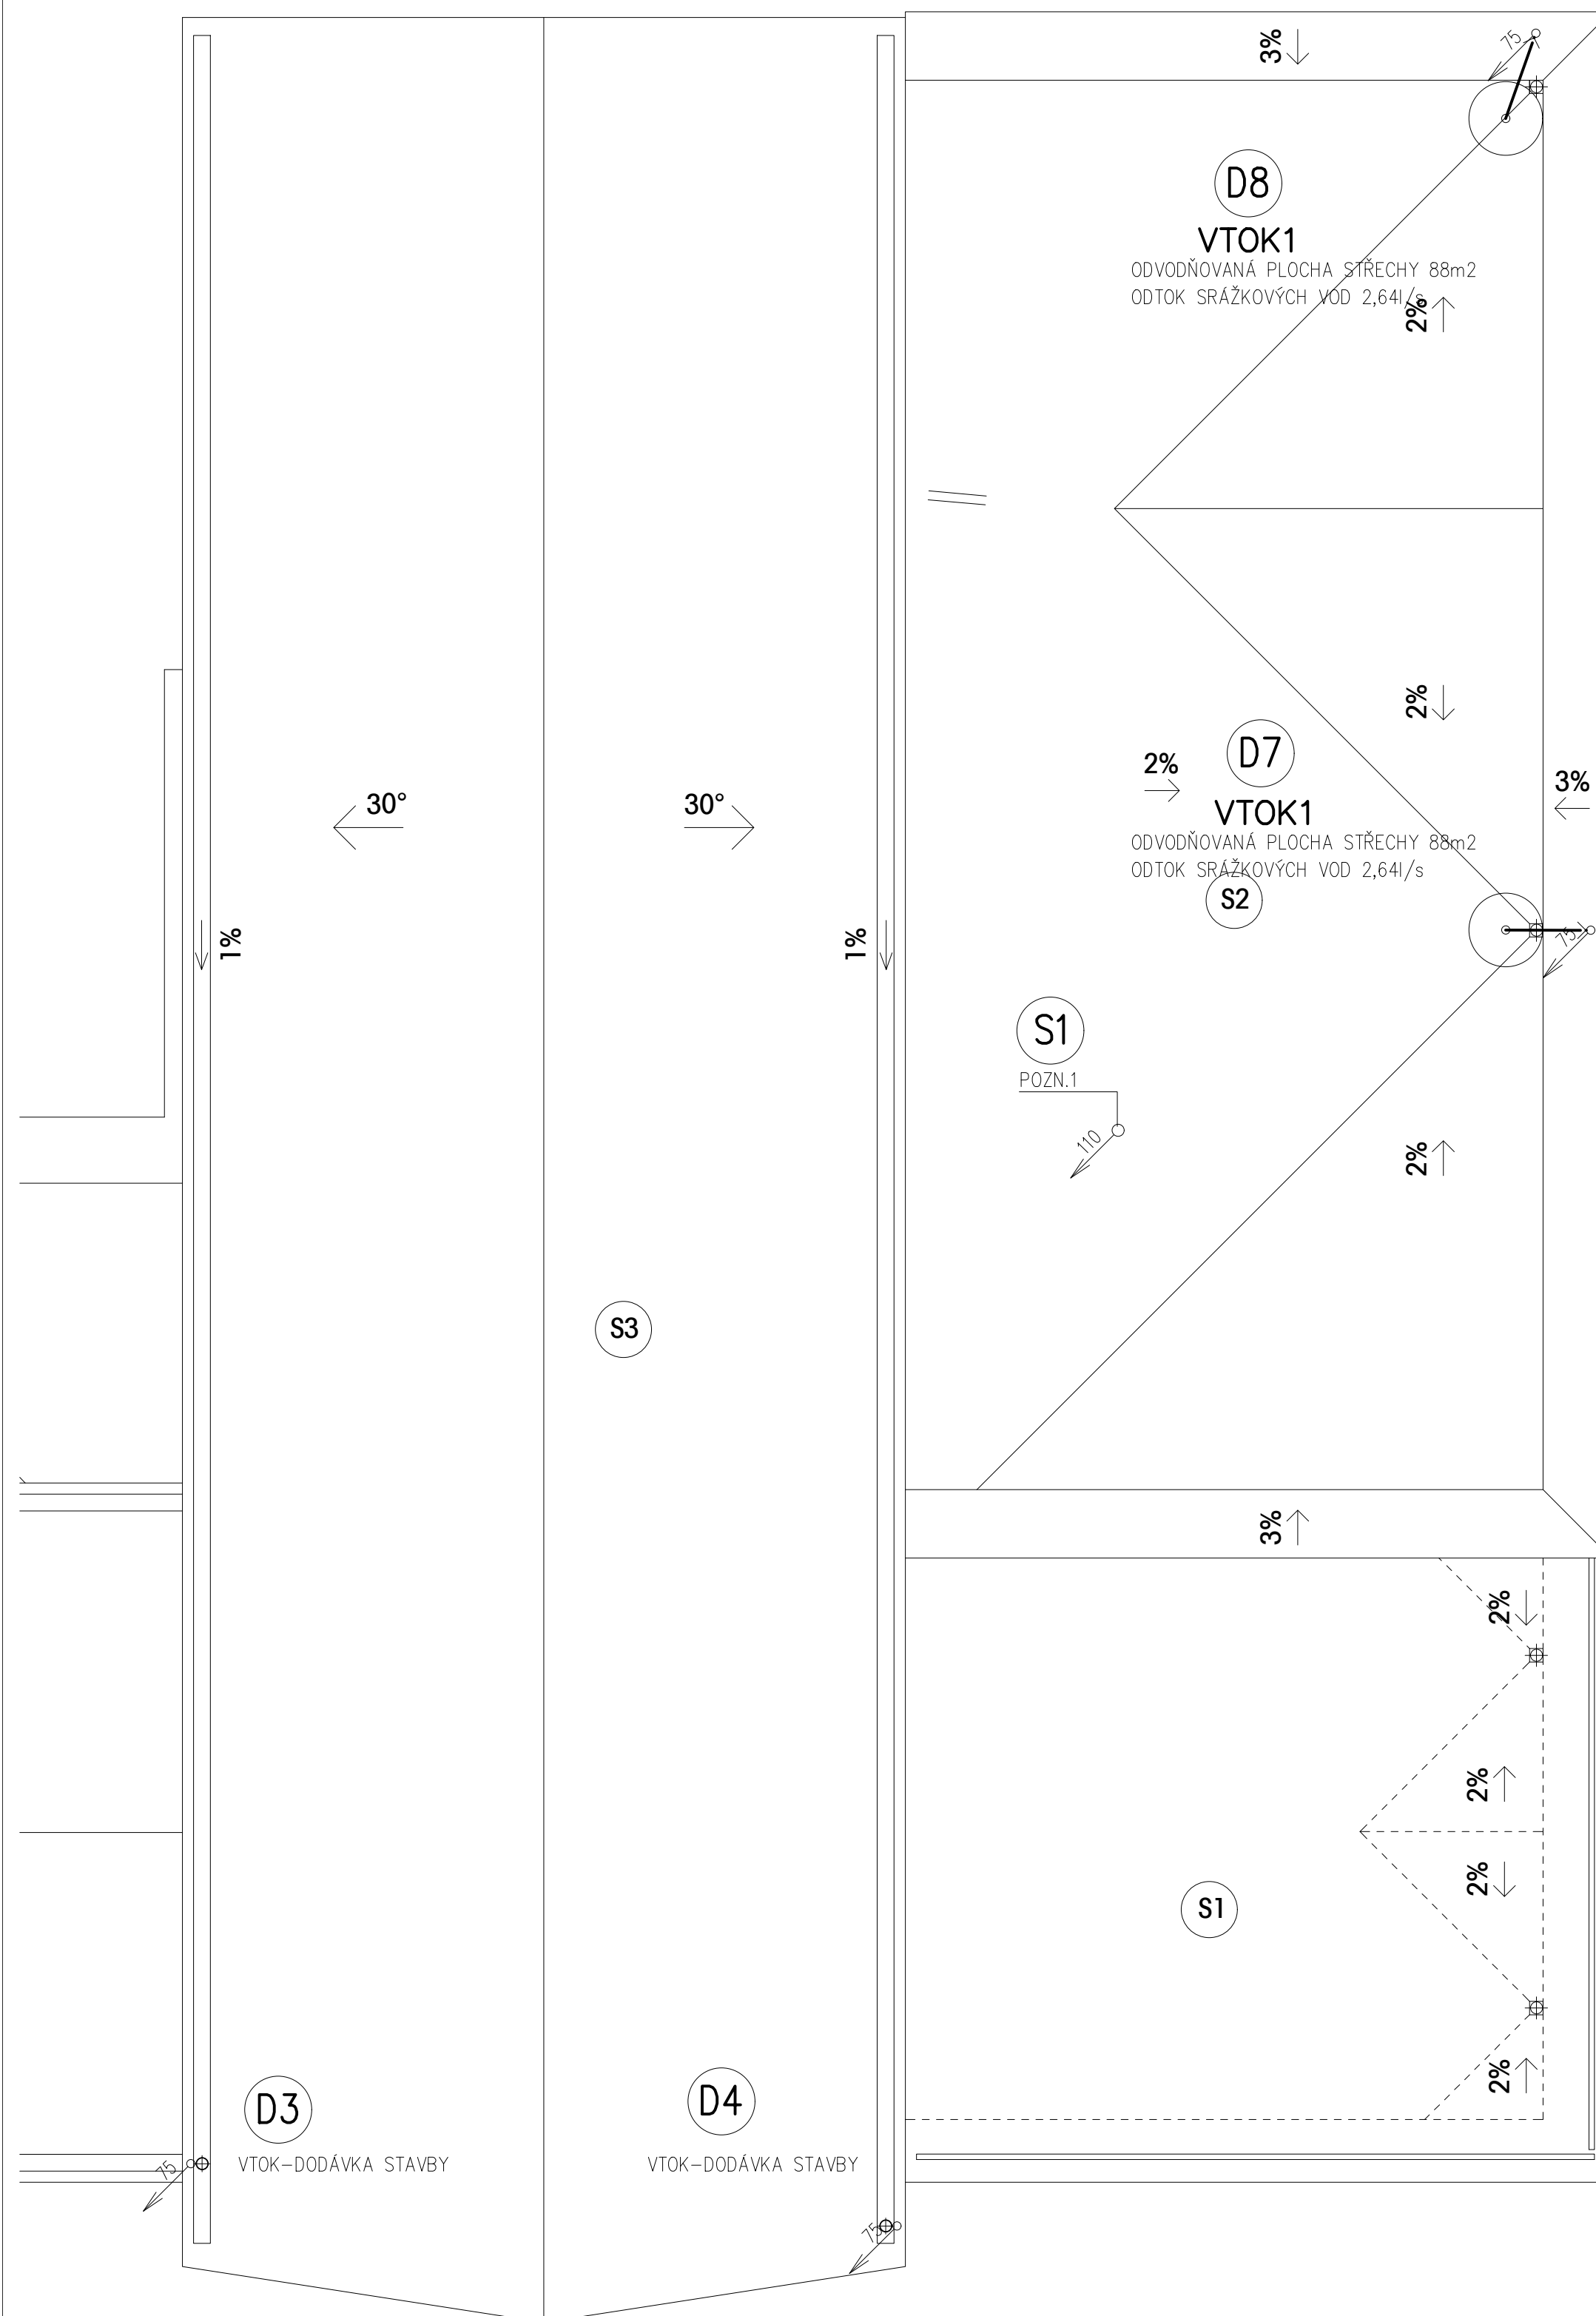 3%
75
D8
VTOK1
ODVODŇOVANÁ PLOCHA STŘECHY 88m2
ODTOK SRÁŽKOVÝCH VOD 2,64l/s
2%
2%
2%
D7
3%
30°
30°
VTOK1
ODVODŇOVANÁ PLOCHA STŘECHY 88m2
ODTOK SRÁŽKOVÝCH VOD 2,64l/s
S2
1%
1%
75
S1
POZN.1
110
2%
S3
3%
2%
2%
2%
S1
2%
D3
D4
VTOK-DODÁVKA STAVBY
VTOK-DODÁVKA STAVBY
75
75